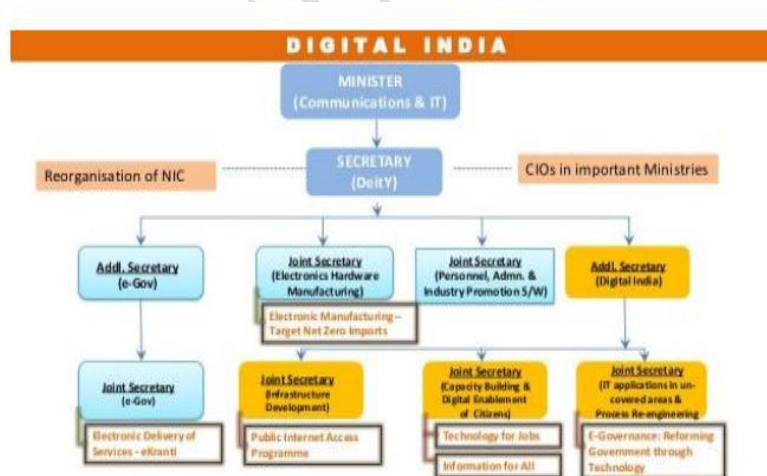 DIGITAL INDIA
MINISTER
(Communications & IT)
Reorganisation of NIC
SECRETARY
(DeitY)
CIOs in important Ministries
Addl. Secretary
(e-Gov)
Joint Secretary
(Electronics Hardware
Manufacturing)
Joint Secretary
(Personnel, Admn. &
Industry Promotion S/W)
Addl. Secretary
(Digital India)
Electronic Manufacturing –
Target Net Zero Imports
Joint Secretary
(e-Gov)
Joint Secretary
(Infrastructure
Development)
Joint Secretary
(Capacity Building &
Digital Enablement
of Citizens)
Joint Secretary
(IT applications in un-
covered areas &
Process Re-engineering
Electronic Delivery of
Services - eKranti
Public Internet Access
Programme
Technology for Jobs
Information for All
E-Governance: Reforming
Government through
Technology